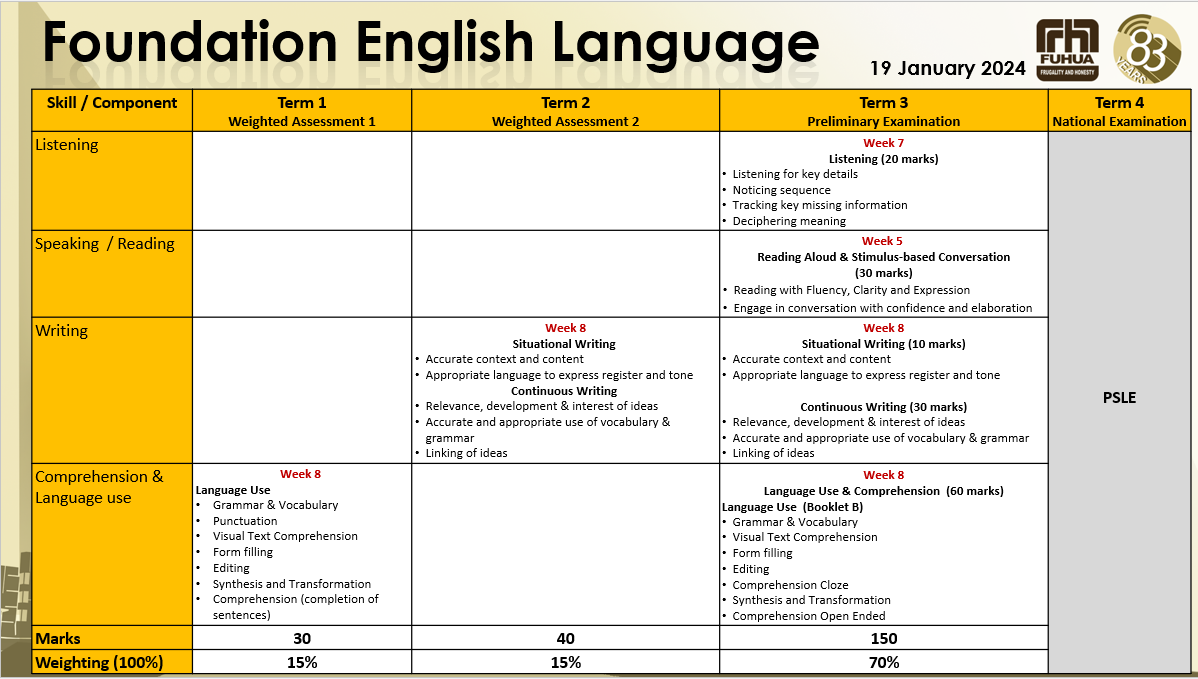 Foundation English Language
19 January 2024
FUHUA
FRUGALITY AND HONESTY
83
YEARS
Skill / Component
Term 1
Weighted Assessment 1
Term 2
Weighted Assessment 2
Term 3
Preliminary Examination
Term 4
National Examination
Listening
Week 7
Listening (20 marks)
• Listening for key details
• Noticing sequence
• Tracking key missing information
• Deciphering meaning
Speaking / Reading
Week 5
Reading Aloud & Stimulus-based Conversation
(30 marks)
• Reading with Fluency, Clarity and Expression
• Engage in conversation with confidence and elaboration
Writing
Week 8
Situational Writing
• Accurate context and content
• Appropriate language to express register and tone
Continuous Writing
• Relevance, development & interest of ideas
• Accurate and appropriate use of vocabulary &
grammar
• Linking of ideas
Week 8
Situational Writing (10 marks)
• Accurate context and content
• Appropriate language to express register and tone
Continuous Writing (30 marks)
• Relevance, development & interest of ideas
• Accurate and appropriate use of vocabulary & grammar
• Linking of ideas
PSLE
Comprehension &
Language use
Week 8
Language Use
• Grammar & Vocabulary
• Punctuation
• Visual Text Comprehension
• Form filling
• Editing
• Synthesis and Transformation
• Comprehension (completion of
sentences)
Week 8
Language Use & Comprehension (60 marks)
Language Use (Booklet B)
• Grammar & Vocabulary
• Visual Text Comprehension
• Form filling
• Editing
• Comprehension Cloze
• Synthesis and Transformation
• Comprehension Open Ended
Marks
30
40
150
Weighting (100%)
15%
15%
70%